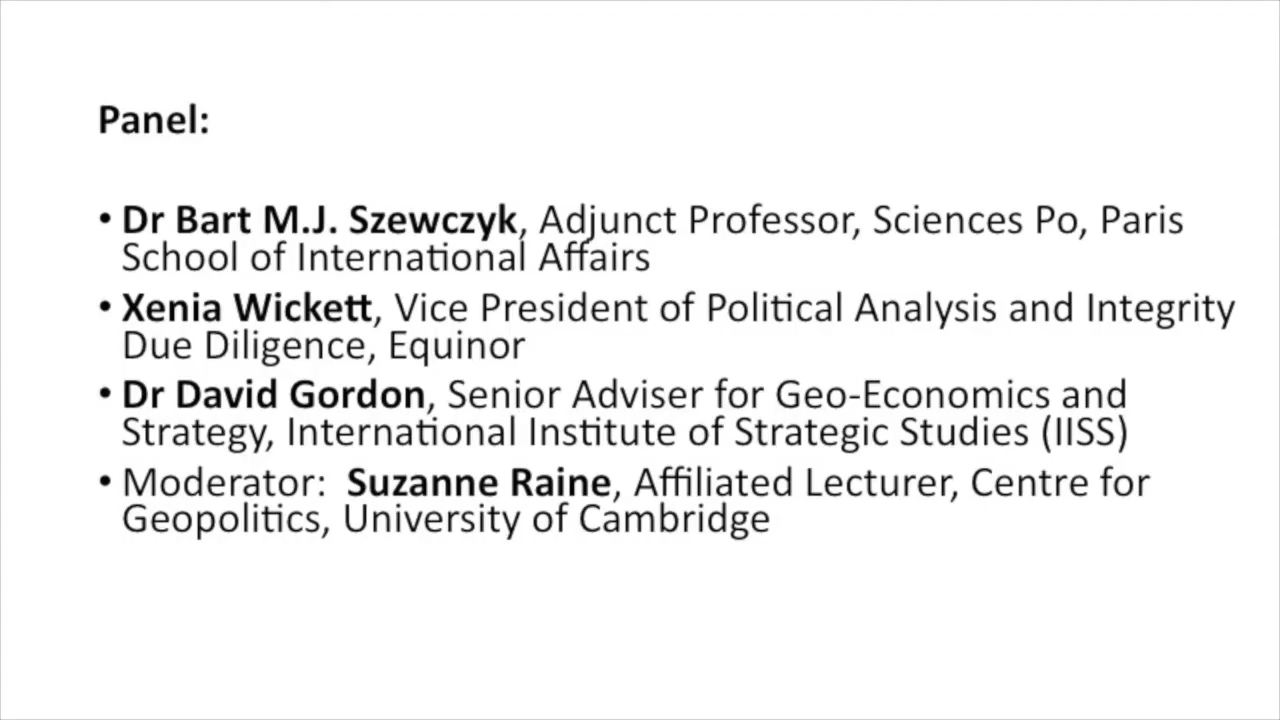 Panel:
• Dr Bart M.J. Szewczyk, Adjunct Professor, Sciences Po, Paris
School of International Affairs
• Xenia Wickett, Vice President of Political Analysis and Integrity
Due Diligence, Equinor
• Dr David Gordon, Senior Adviser for Geo-Economics and
Strategy, International Institute of Strategic Studies (IISS)
• Moderator:  Suzanne Raine, Affiliated Lecturer, Centre for
Geopolitics, University of Cambridge